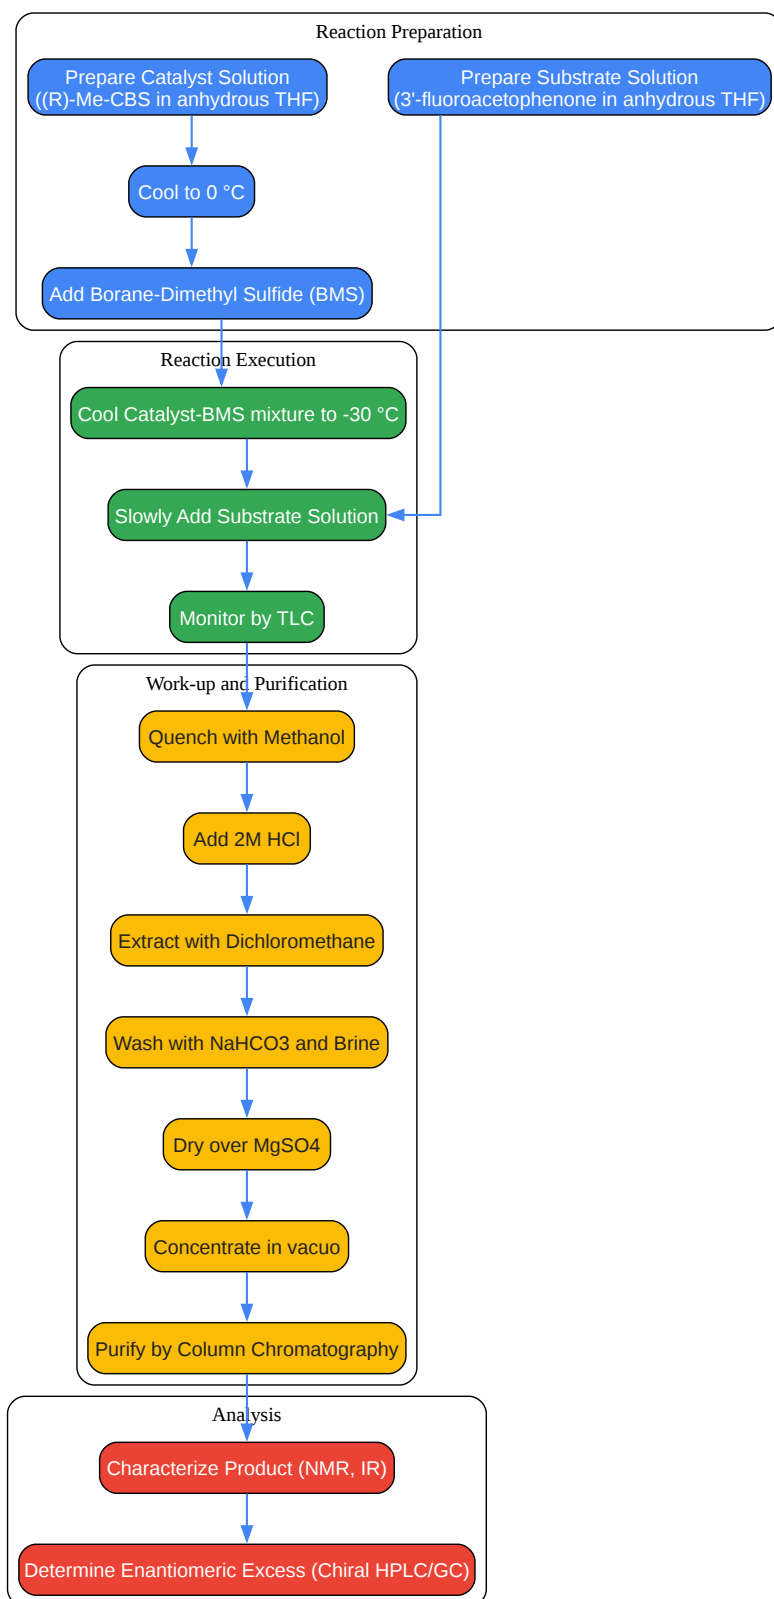 Reaction Preparation
Prepare Catalyst Solution
((R)-Me-CBS in anhydrous THF)
Prepare Substrate Solution
(3'-fluoroacetophenone in anhydrous THF)
Cool to 0 °C
Add Borane-Dimethyl Sulfide (BMS)
Reaction Execution
Cool Catalyst-BMS mixture to -30 °C
Slowly Add Substrate Solution
Monitor by TLC
Work-up and Purification
Quench with Methanol
Add 2M HCl
Extract with Dichloromethane
Wash with NaHCO3 and Brine
Dry over MgSO4
Concentrate in vacuo
Purify by Column Chromatography
Analysis
Characterize Product (NMR, IR)
Determine Enantiomeric Excess (Chiral HPLC/GC)